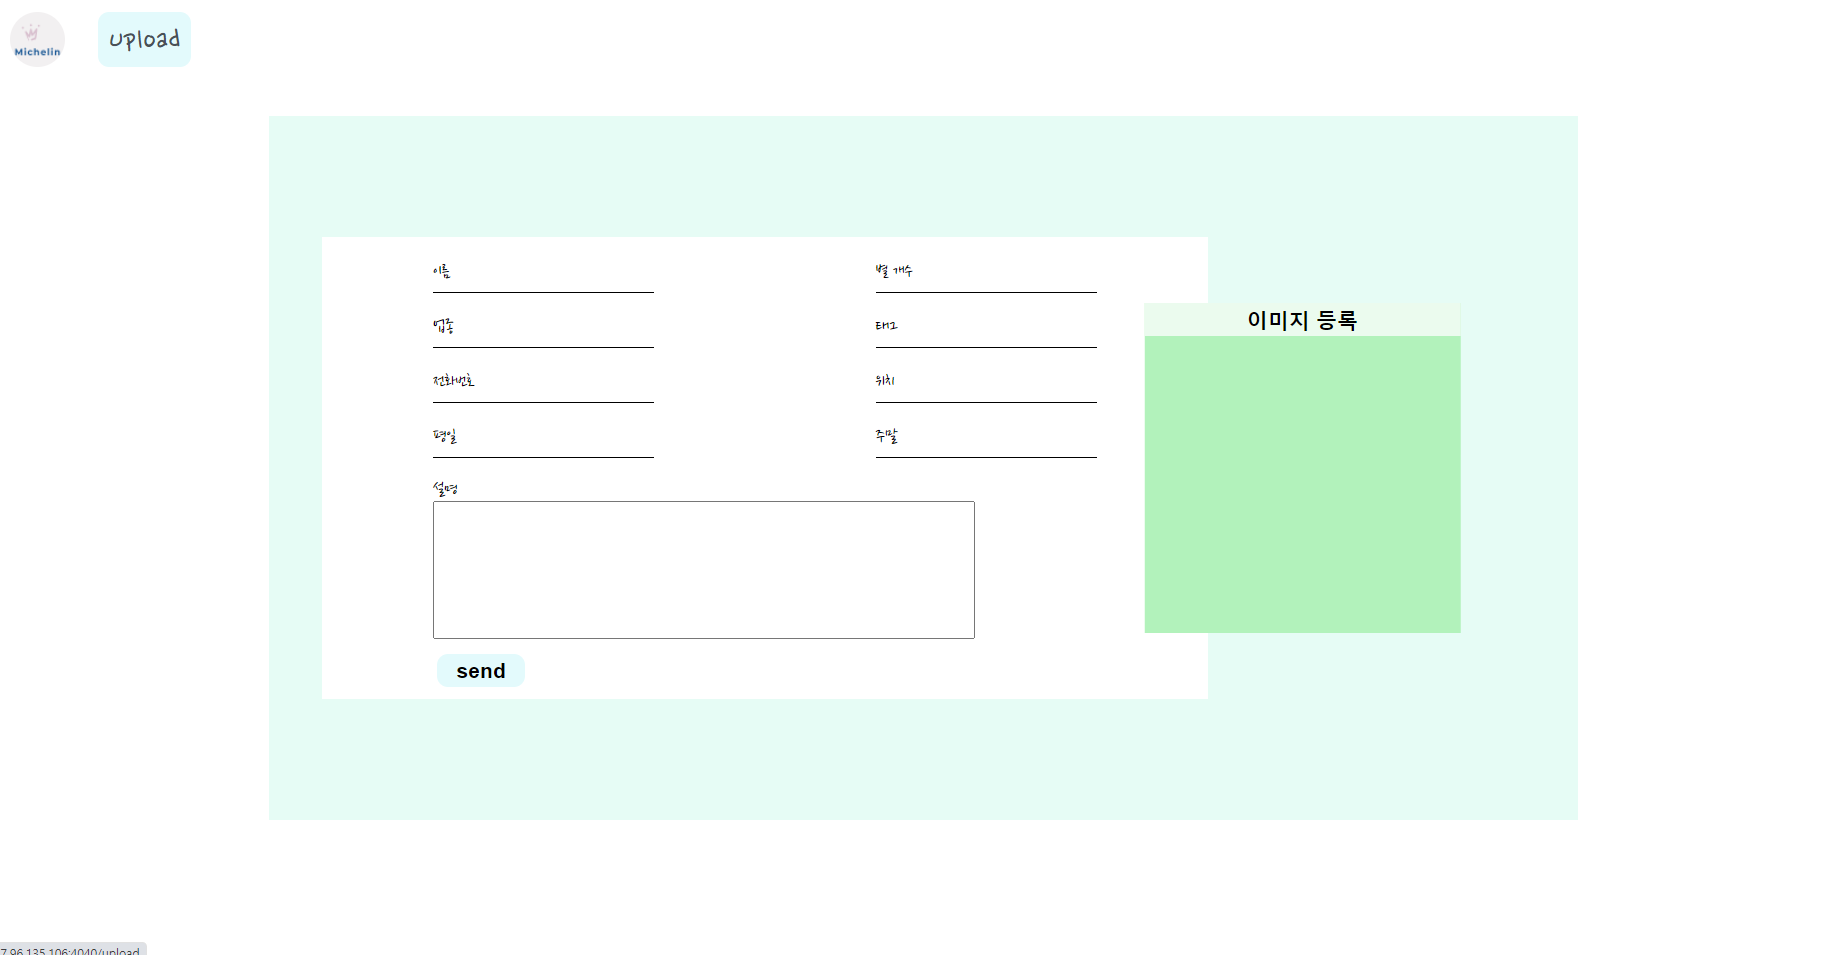 Michelin
upload
이름
별 개수
업종
태그
이미지 등록
전화번호
위치
평일
주말
설명
send
7.96.135.106:4040/upload